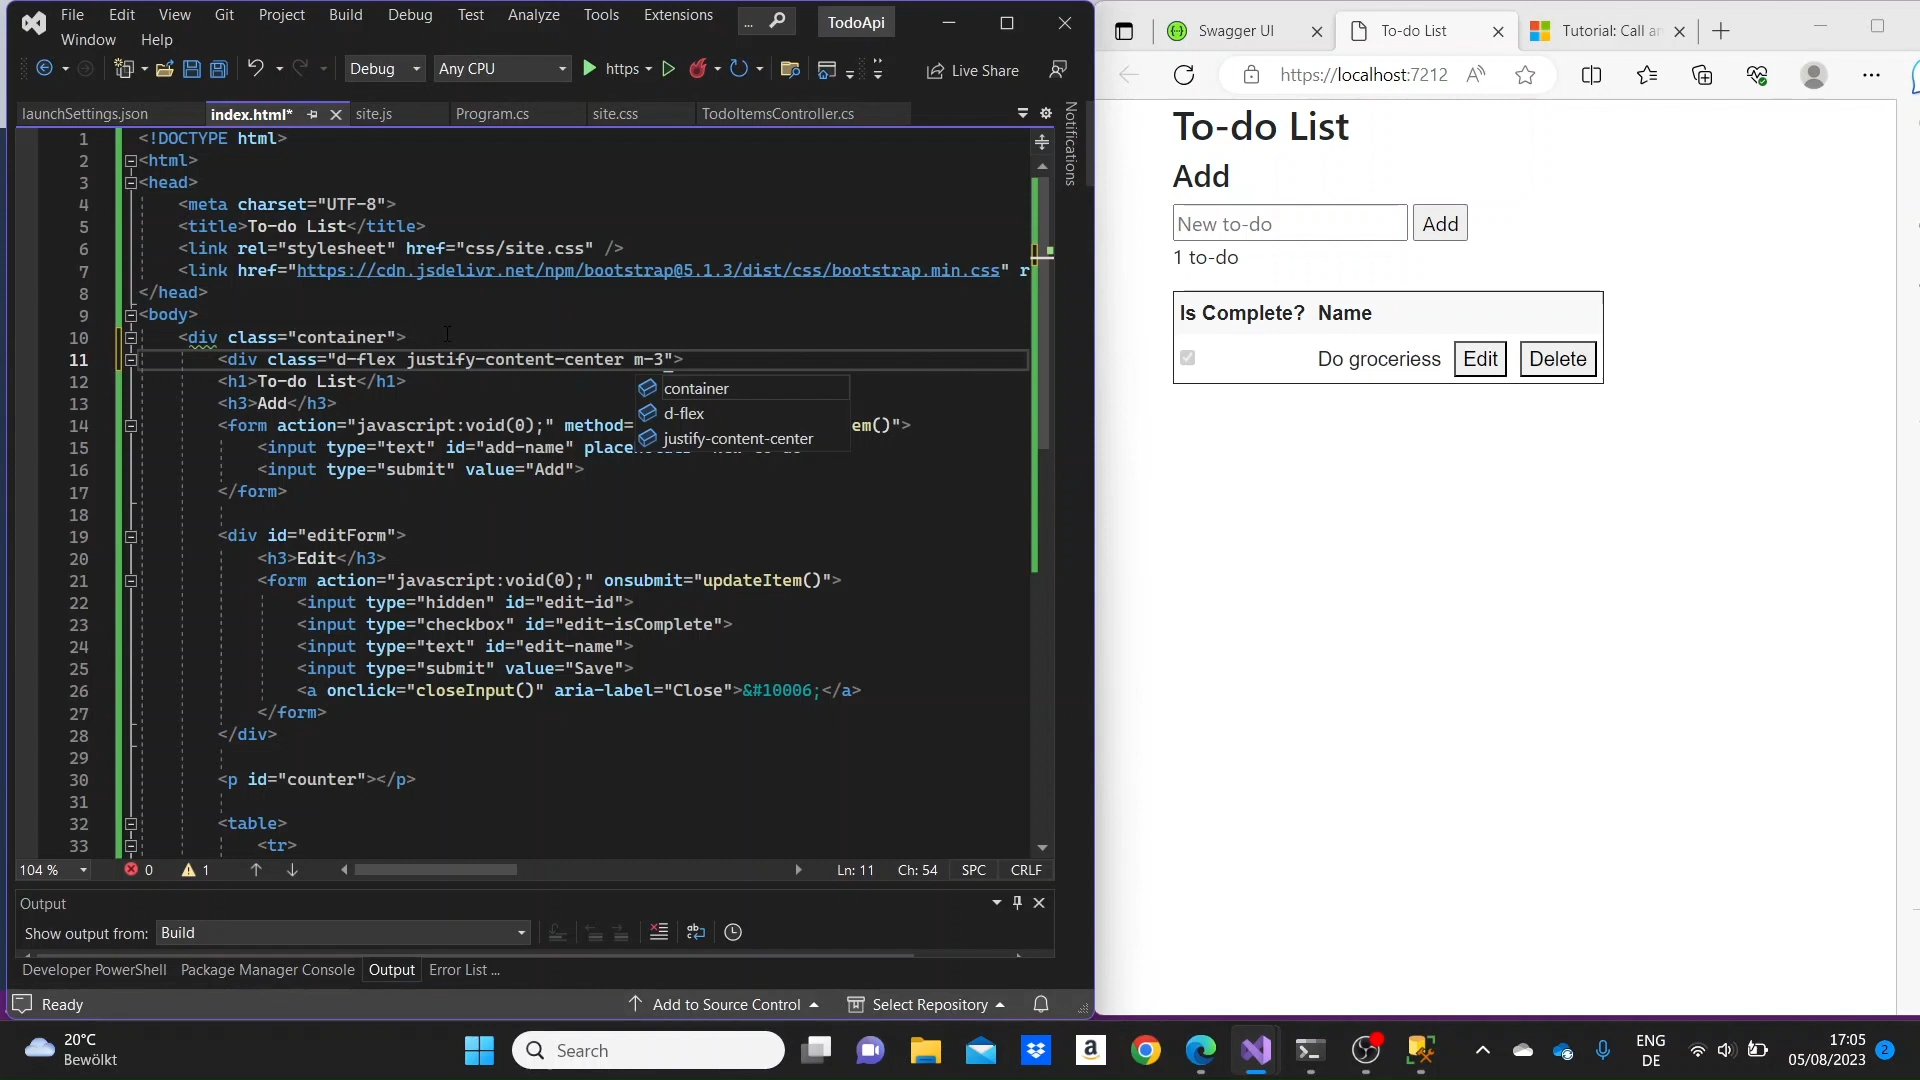 File Edit View Git Project Build Debug Test Analyze Tools Extensions ... TodoApi
Window Help
Debug Any CPU https Live Share
launchSettings.json index.html* site.js Program.cs site.css TodoItemsController.cs
Notifications
1 <!DOCTYPE html>
2 <html>
3 <head>
4 <meta charset="UTF-8">
5 <title>To-do List</title>
6 <link rel="stylesheet" href="css/site.css" />
7 <link href="https://cdn.jsdelivr.net/npm/bootstrap@5.1.3/dist/css/bootstrap.min.css" r
8 </head>
9 <body>
10 <div class="container">
11 <div class="d-flex justify-content-center m-3">
12 <h1>To-do List</h1>
container
13 <h3>Add</h3>
d-flex
14 <form action="javascript:void(0);" method= em()">
justify-content-center
15 <input type="text" id="add-name"
16 <input type="submit" value="Add">
17 </form>
18
19 <div id="editForm">
20 <h3>Edit</h3>
21 <form action="javascript:void(0);" onsubmit="updateItem()">
22 <input type="hidden" id="edit-id">
23 <input type="checkbox" id="edit-isComplete">
24 <input type="text" id="edit-name">
25 <input type="submit" value="Save">
26 <a onclick="closeInput()" aria-label="Close">&#10006;</a>
27 </form>
28 </div>
29
30 <p id="counter"></p>
31
32 <table>
33 <tr>
104 % 0 1 Ln: 11 Ch: 54 SPC CRLF
Output
Show output from: Build
Developer PowerShell Package Manager Console Output Error List ...
Ready Add to Source Control Select Repository
Swagger UI To-do List Tutorial: Call a
https://localhost:7212
To-do List
Add
New to-do Add
1 to-do
Is Complete? Name
Do groceriess Edit Delete
20°C
Bewölkt
Search
ENG
DE
17:05
05/08/2023 2